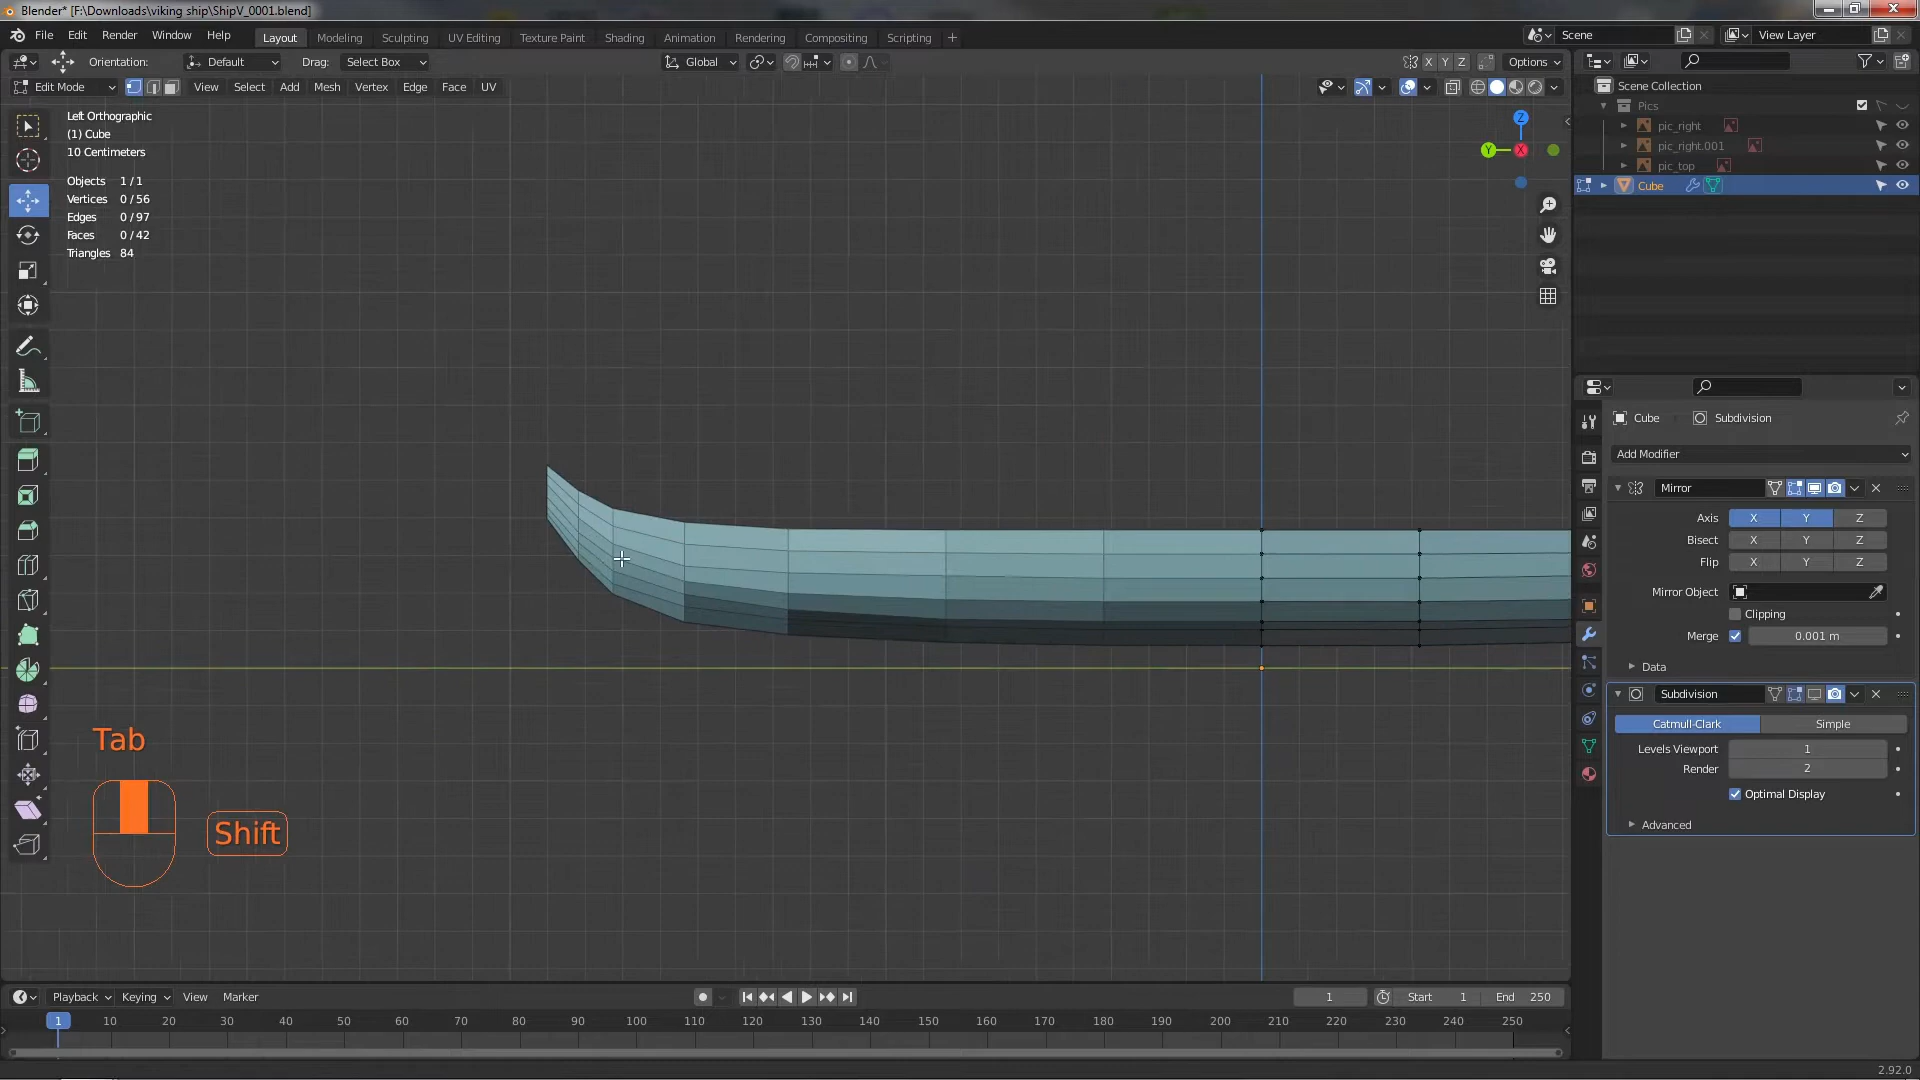 Blender* [F:\Downloads\viking ship\ShipV_0001.blend]
File Edit Render Window Help
Layout Modeling Sculpting UV Editing Texture Paint Shading Animation Rendering Compositing Scripting +
Scene
View Layer
Orientation: Default Drag: Select Box
Global
X Y Z
Options
Edit Mode View Select Add Mesh Vertex Edge Face UV
Left Orthographic
(1) Cube
10 Centimeters
Objects 1 / 1
Vertices 0 / 56
Edges 0 / 97
Faces 0 / 42
Triangles 84
Z
Y
X
Scene Collection
Pics
pic_right
pic_right.001
pic_top
Cube
Cube Subdivision
Add Modifier
Mirror
Axis X Y Z
Bisect X Y Z
Flip X Y Z
Mirror Object
Clipping
Merge 0.001 m
Data
Subdivision
Catmull-Clark Simple
Levels Viewport 1
Render 2
Optimal Display
Advanced
Tab
Shift
Playback Keying View Marker
1 Start 1 End 250
1 10 20 30 40 50 60 70 80 90 100 110 120 130 140 150 160 170 180 190 200 210 220 230 240 250
2.92.0